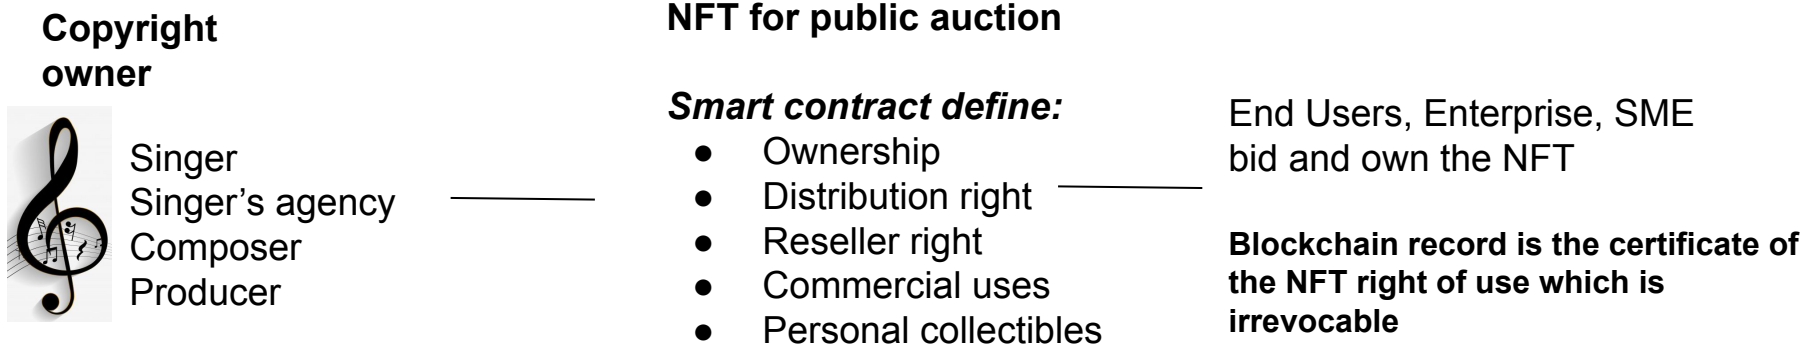 Copyright
owner
Singer
Singer’s agency
Composer
Producer
NFT for public auction
Smart contract define:
● Ownership
● Distribution right
● Reseller right
● Commercial uses
● Personal collectibles
End Users, Enterprise, SME
bid and own the NFT
Blockchain record is the certificate of
the NFT right of use which is
irrevocable